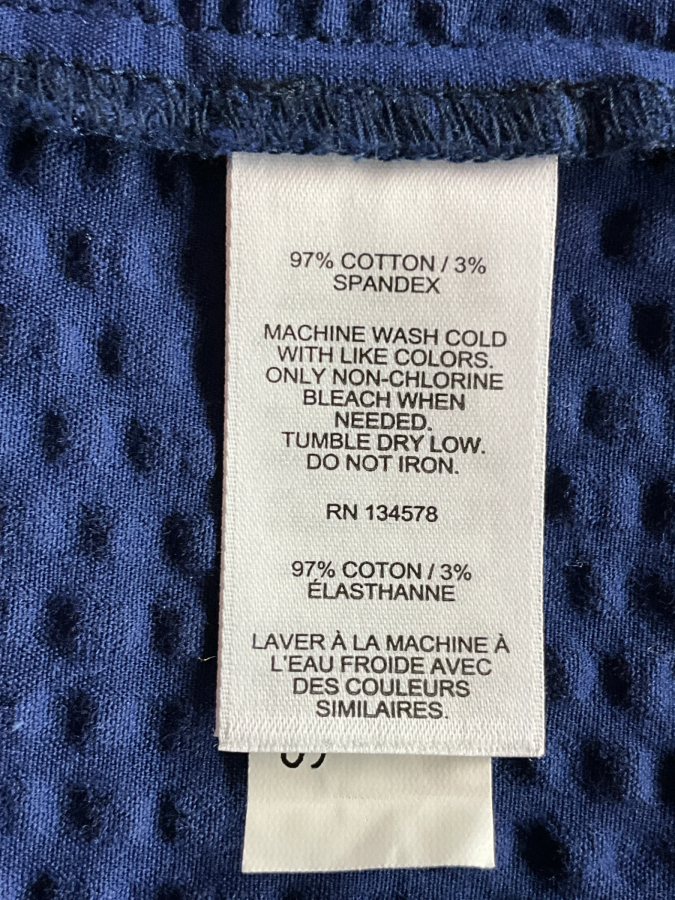 97% COTTON / 3%
SPANDEX
MACHINE WASH COLD
WITH LIKE COLORS.
ONLY NON-CHLORINE
BLEACH WHEN
NEEDED.
TUMBLE DRY LOW.
DO NOT IRON.
RN 134578
97% COTON / 3%
ÉLASTHANNE
LAVER À LA MACHINE À
L'EAU FROIDE AVEC
DES COULEURS
SIMILAIRES.